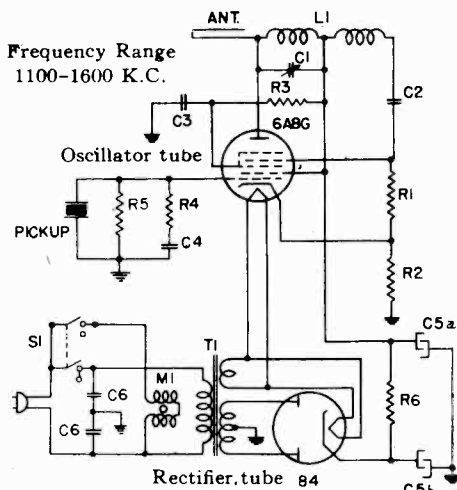 ANT.
L1
Frequency Range
1100-1600 K.C.
C1
R3
C2
C3
6A8G
Oscillator tube
R1
R5
R4
PICKUP
C4
R2
C5a
S1
T1
M1
C6
R6
C6
Rectifier, tube 84
C5b